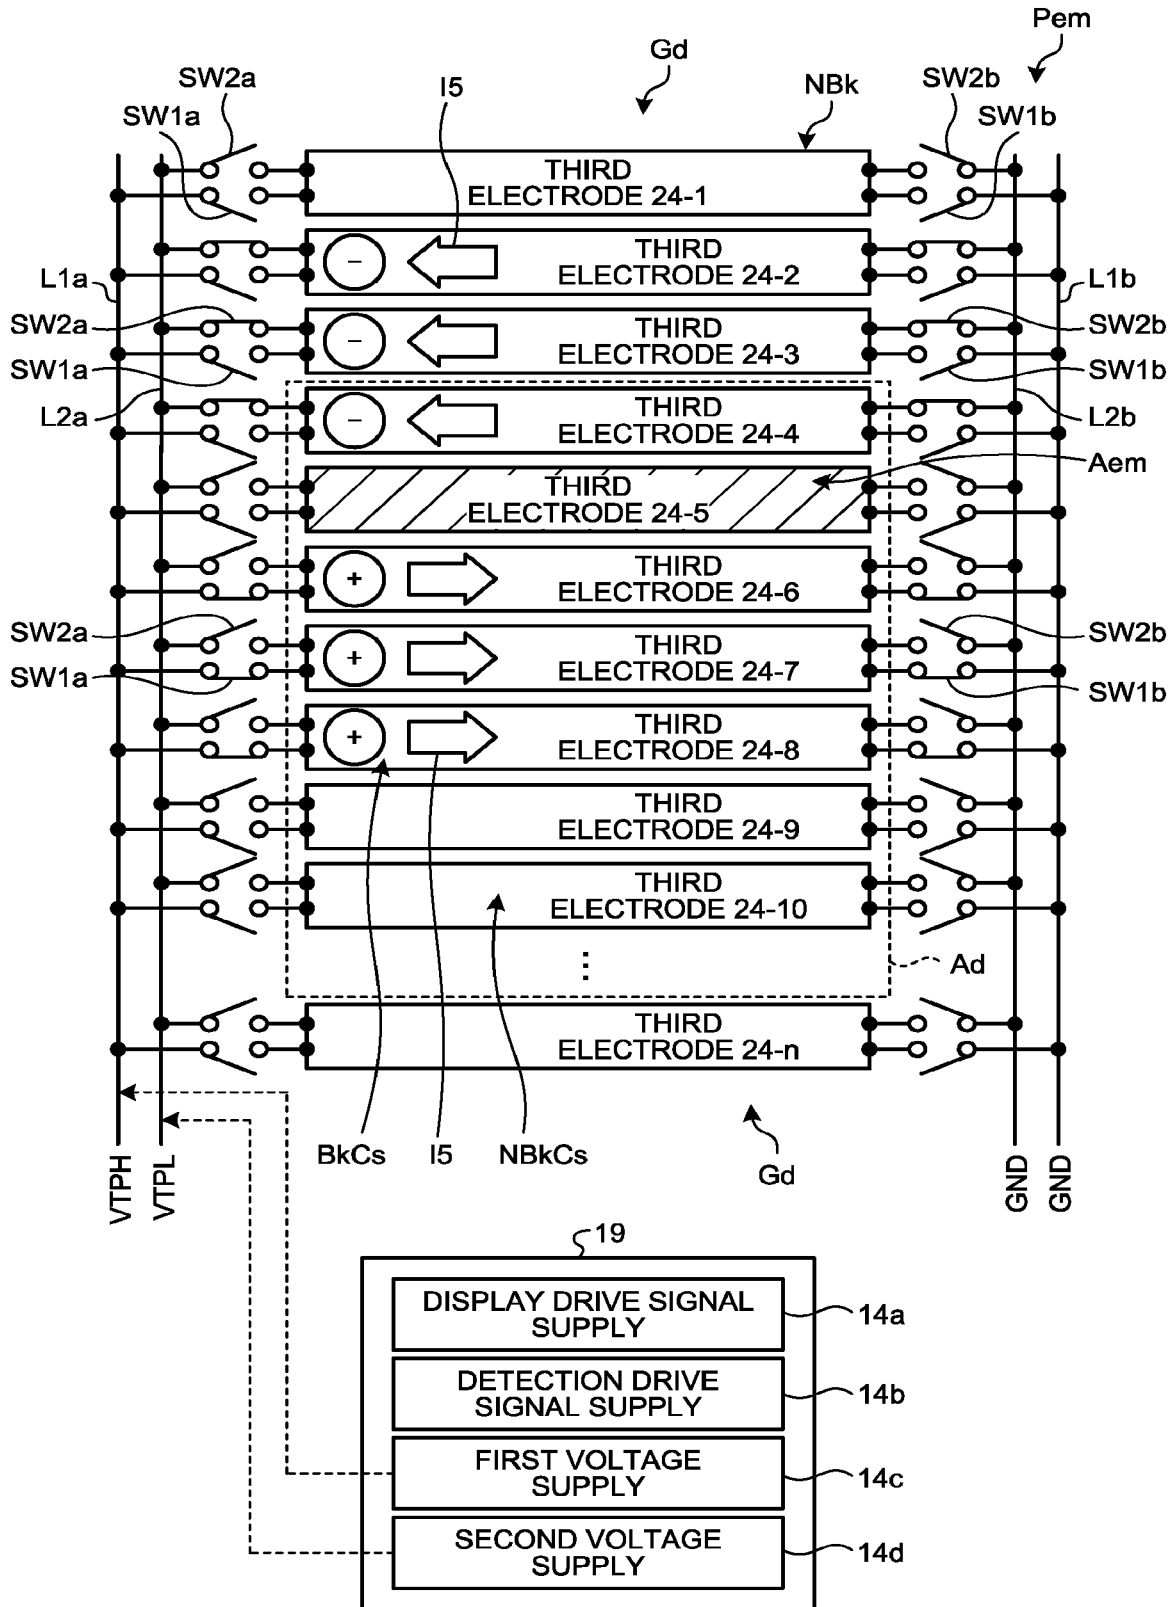 Pem
Gd
SW2a
I5
NBk
SW2b
SW1a
SW1b
THIRD
ELECTRODE 24-1
THIRD
ELECTRODE 24-2
L1a
L1b
SW2a
THIRD
ELECTRODE 24-3
SW2b
SW1a
SW1b
L2a
THIRD
ELECTRODE 24-4
L2b
Aem
THIRD
ELECTRODE 24-5
THIRD
ELECTRODE 24-6
SW2a
THIRD
ELECTRODE 24-7
SW2b
SW1a
SW1b
THIRD
ELECTRODE 24-8
THIRD
ELECTRODE 24-9
THIRD
ELECTRODE 24-10
Ad
THIRD
ELECTRODE 24-n
BkCs
I5
NBkCs
Gd
VTPH
VTPL
GND
GND
19
DISPLAY DRIVE SIGNAL
SUPPLY
14a
DETECTION DRIVE
SIGNAL SUPPLY
14b
FIRST VOLTAGE
SUPPLY
14c
SECOND VOLTAGE
SUPPLY
14d